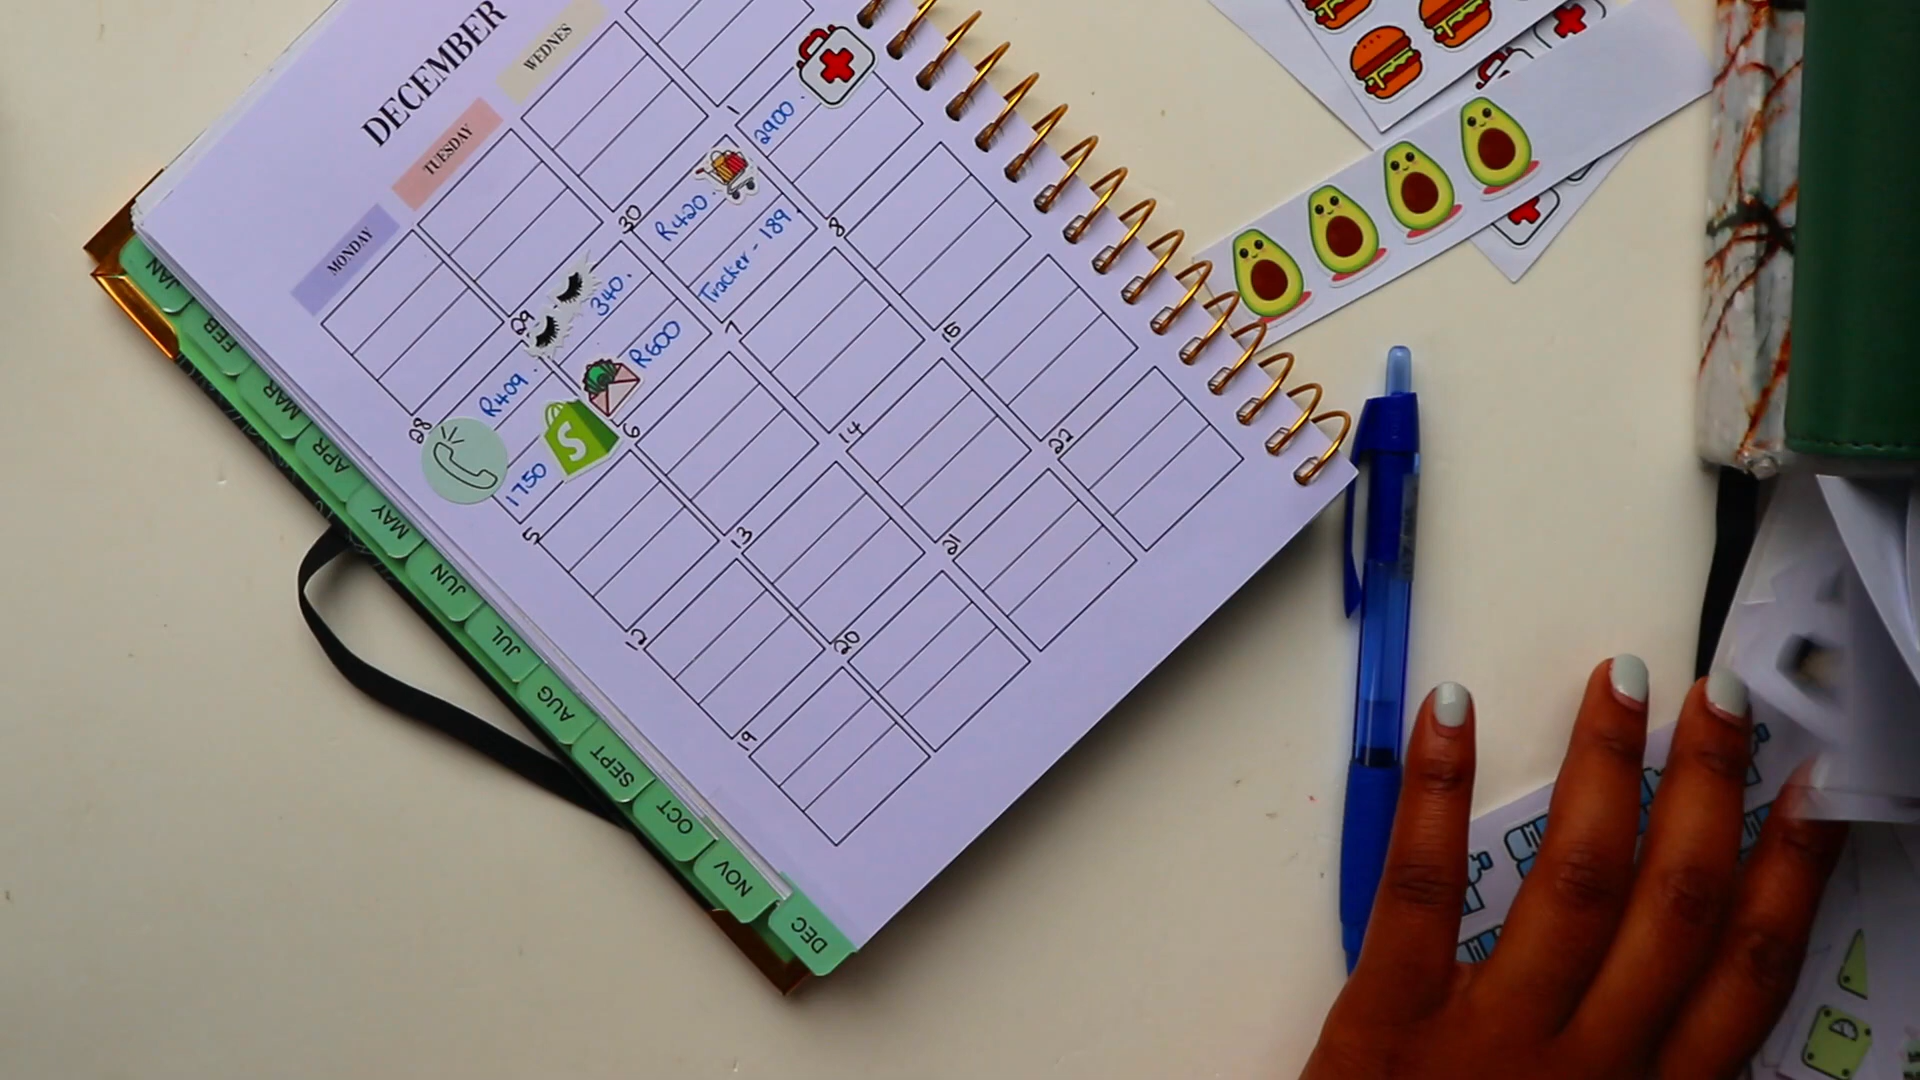 DECEMBER
MONDAY
TUESDAY
WEDNES
28
R409.
1750
29
340.
R600
30
R420.
Tracker - 189.
1
2900.
5
6
7
8
12
13
14
15
19
20
21
22
S
JAN
FEB
MAR
APR
MAY
JUN
JUL
AUG
SEPT
OCT
NOV
DEC